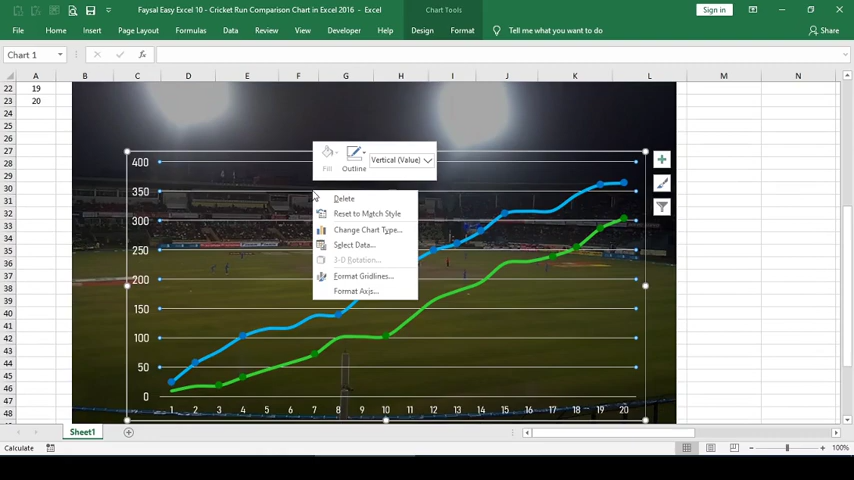 Faysal Easy Excel 10 - Cricket Run Comparison Chart in Excel 2016 - Excel
Chart Tools
Sign in
File Home Insert Page Layout Formulas Data Review View Developer Help Design Format Tell me what you want to do Share
Chart 1
A B C D E F G H I J K L M N
22 19
23 20
24
25
26
27
28
29
30
31
32
33
34
35
36
37
38
39
40
41
42
43
44
45
46
47
48
400
350
300
250
200
150
100
50
0
1 2 3 4 5 6 7 8 9 10 11 12 13 14 15 16 17 18 19 20
Fill Outline Vertical (Value)
Delete
Reset to Match Style
Change Chart Type...
Select Data...
3-D Rotation...
Format Gridlines...
Format Axis...
Sheet1
Calculate
100%